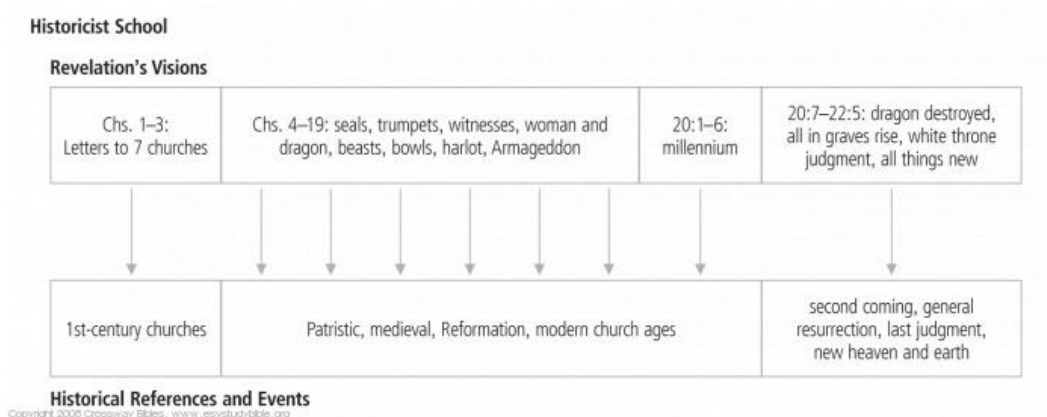 Historicist School
Revelation’s Visions
Chs. 1–3:
Letters to 7 churches
Chs. 4–19: seals, trumpets, witnesses, woman and
dragon, beasts, bowls, harlot, Armageddon
20:1–6:
millennium
20:7–22:5: dragon destroyed,
all in graves rise, white throne
judgment, all things new
1st-century churches
Patristic, medieval, Reformation, modern church ages
second coming, general
resurrection, last judgment,
new heaven and earth
Historical References and Events
Copyright 2008 Crossway Bibles, www.esvstudybible.org